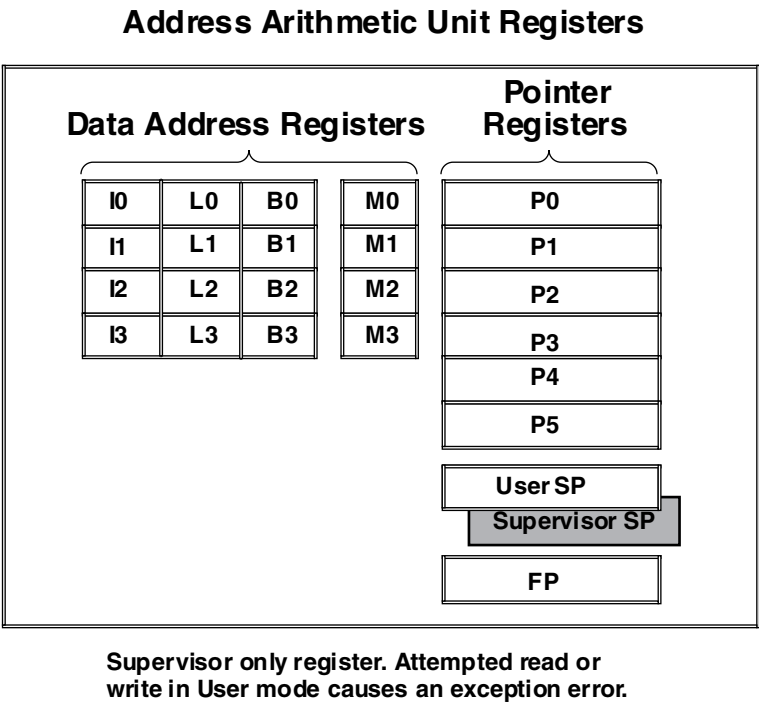 Address Arithmetic Unit Registers
Pointer
Data Address Registers Registers
I0 L0 B0 M0 P0
I1 L1 B1 M1 P1
I2 L2 B2 M2 P2
I3 L3 B3 M3 P3
P4
P5
User SP
Supervisor SP
FP
Supervisor only register. Attempted read or
write in User mode causes an exception error.